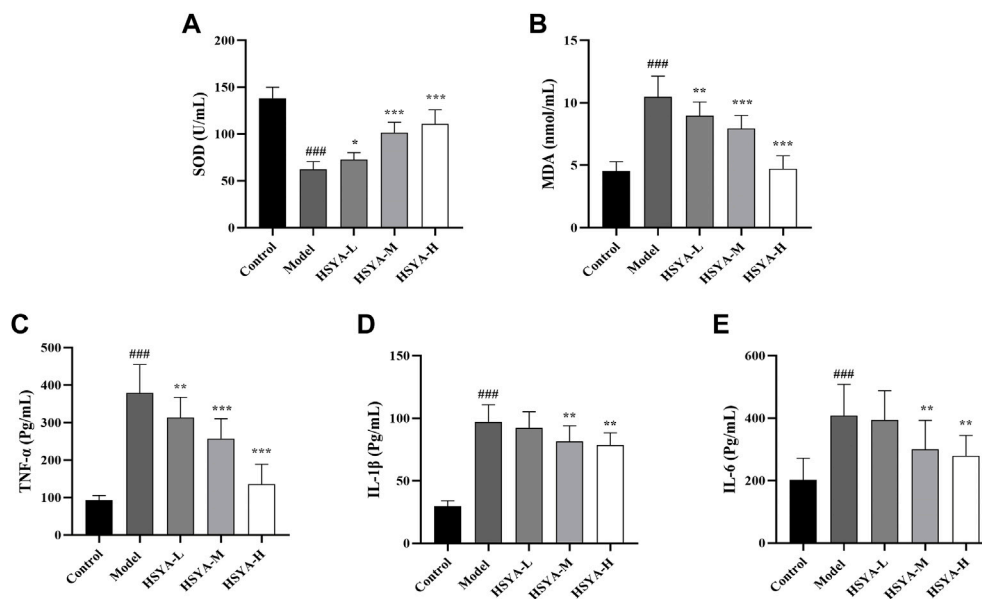 A
SOD (U/mL)
150
100
50
0
200
###
*
***
***
Control
Model
HSYA-L
HSYA-M
HSYA-H
B
MDA (nmol/mL)
15
10
5
0
###
**
***
***
Control
Model
HSYA-L
HSYA-M
HSYA-H
C
TNF-α (Pg/mL)
500
400
300
200
100
0
###
**
***
***
Control
Model
HSYA-L
HSYA-M
HSYA-H
D
IL-1β (Pg/mL)
150
100
50
0
###
**
**
Control
Model
HSYA-L
HSYA-M
HSYA-H
E
IL-6 (Pg/mL)
600
400
200
0
###
**
**
Control
Model
HSYA-L
HSYA-M
HSYA-H